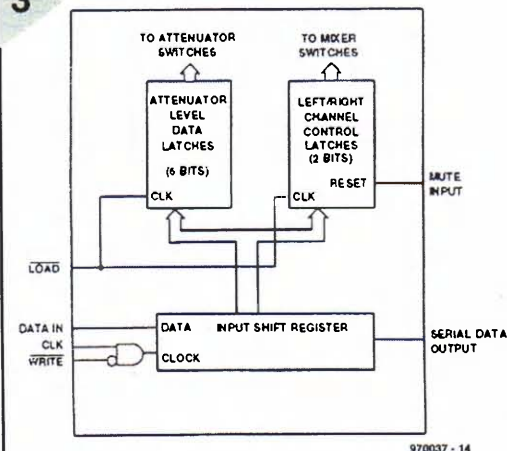 3
TO ATTENUATOR
SWITCHES
TO MIXER
SWITCHES
ATTENUATOR
LEVEL
DATA
LATCHES
(6 BITS)
CLK
LEFT/RIGHT
CHANNEL
CONTROL
LATCHES
(2 BITS)
RESET
CLK
MUTE
INPUT
LOAD
DATA IN
CLK
WRITE
DATA
INPUT SHIFT REGISTER
CLOCK
SERIAL DATA
OUTPUT
970037 - 14